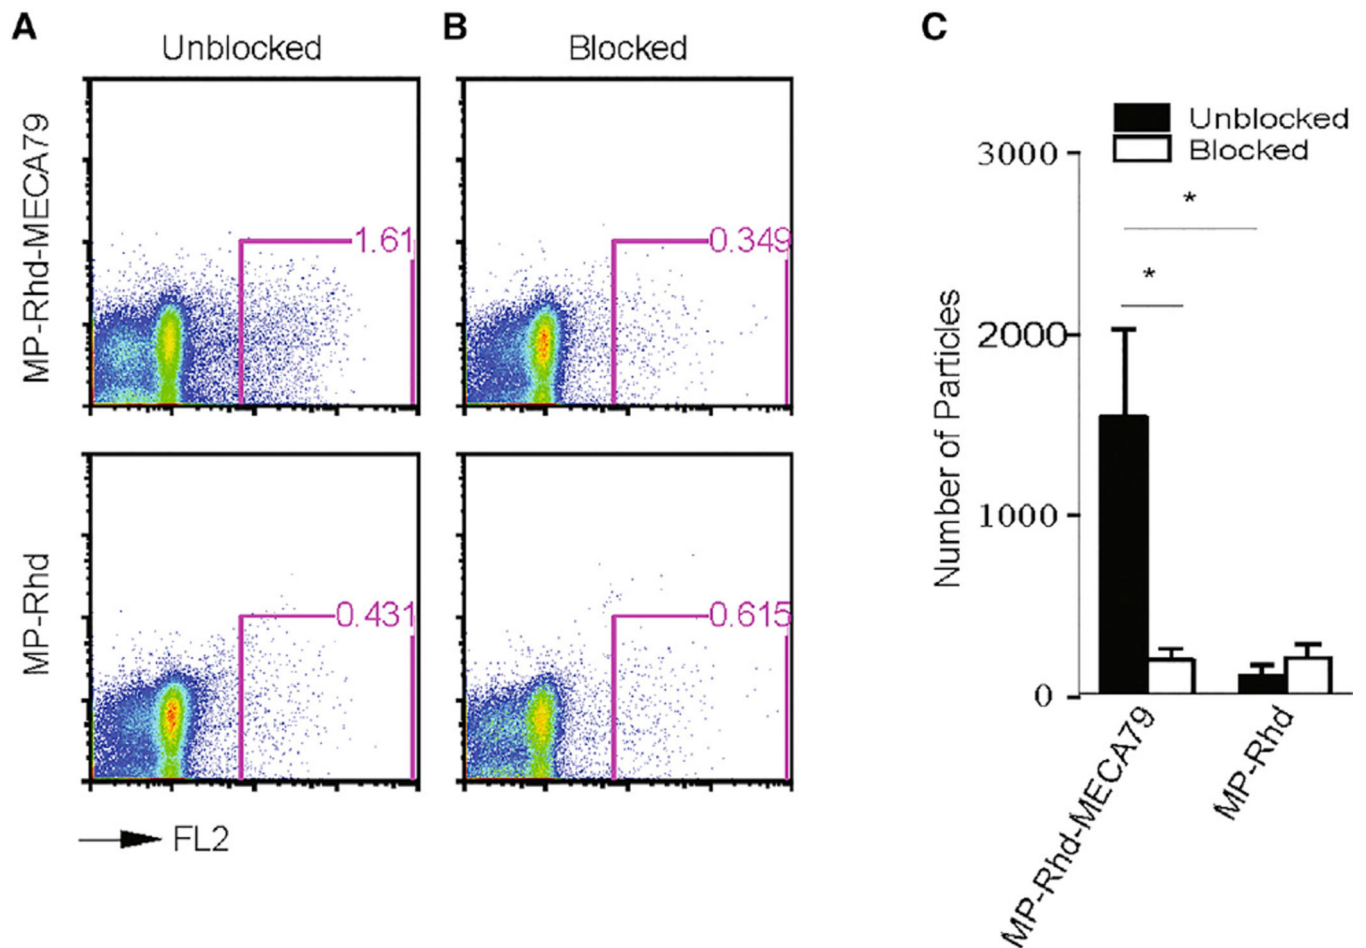 A
B
C
Unblocked
Blocked
MP-Rhd-MECA79
1.61
0.349
MP-Rhd
0.431
0.615
FL2
Unblocked
Blocked
Number of Particles
3000
2000
1000
0
*
*
MP-Rhd-MECA79
MP-Rhd